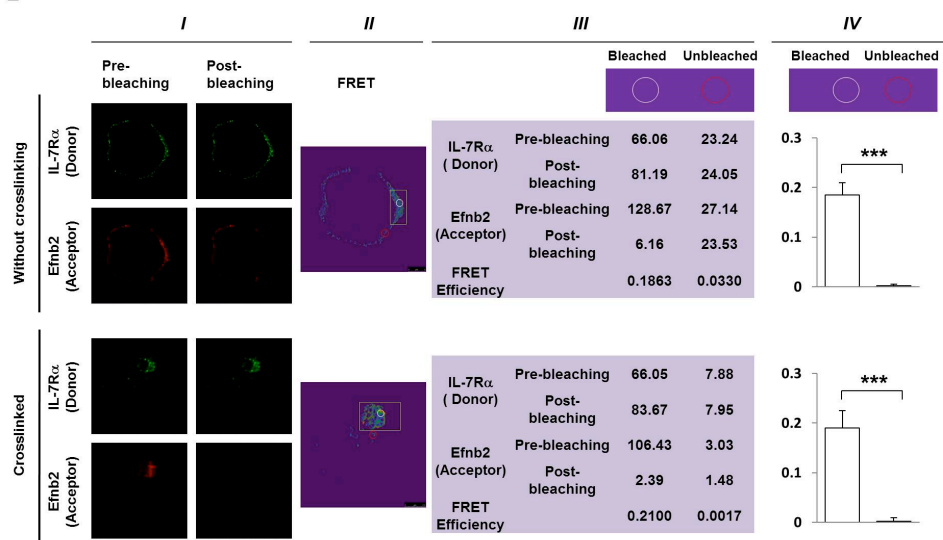 I
II
III
IV
Pre-
bleaching
Post-
bleaching
FRET
Bleached
Unbleached
Bleached
Unbleached
Without crosslinking
IL-7Rα
(Donor)
Efnb2
(Acceptor)
IL-7Rα
( Donor)
Pre-bleaching
66.06
23.24
Post-
bleaching
81.19
24.05
Efnb2
(Acceptor)
Pre-bleaching
128.67
27.14
Post-
bleaching
6.16
23.53
FRET
Efficiency
0.1863
0.0330
0.3
0.2
0.1
0
***
Crosslinked
IL-7Rα
(Donor)
Efnb2
(Acceptor)
IL-7Rα
( Donor)
Pre-bleaching
66.05
7.88
Post-
bleaching
83.67
7.95
Efnb2
(Acceptor)
Pre-bleaching
106.43
3.03
Post-
bleaching
2.39
1.48
FRET
Efficiency
0.2100
0.0017
0.3
0.2
0.1
0
***